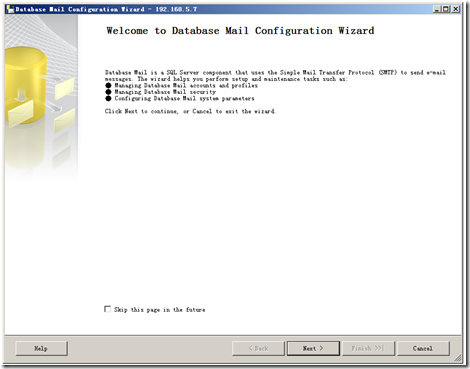 Database Mail Configuration Wizard - 192.168.5.7
Welcome to Database Mail Configuration Wizard
Database Mail is a SQL Server component that uses the Simple Mail Transfer Protocol (SMTP) to send e-mail
messages. The wizard helps you perform setup and maintenance tasks such as:
● Managing Database Mail accounts and profiles
● Managing Database Mail security
● Configuring Database Mail system parameters
Click Next to continue, or Cancel to exit the wizard.
Skip this page in the future
Help
< Back
Next >
Finish >>|
Cancel